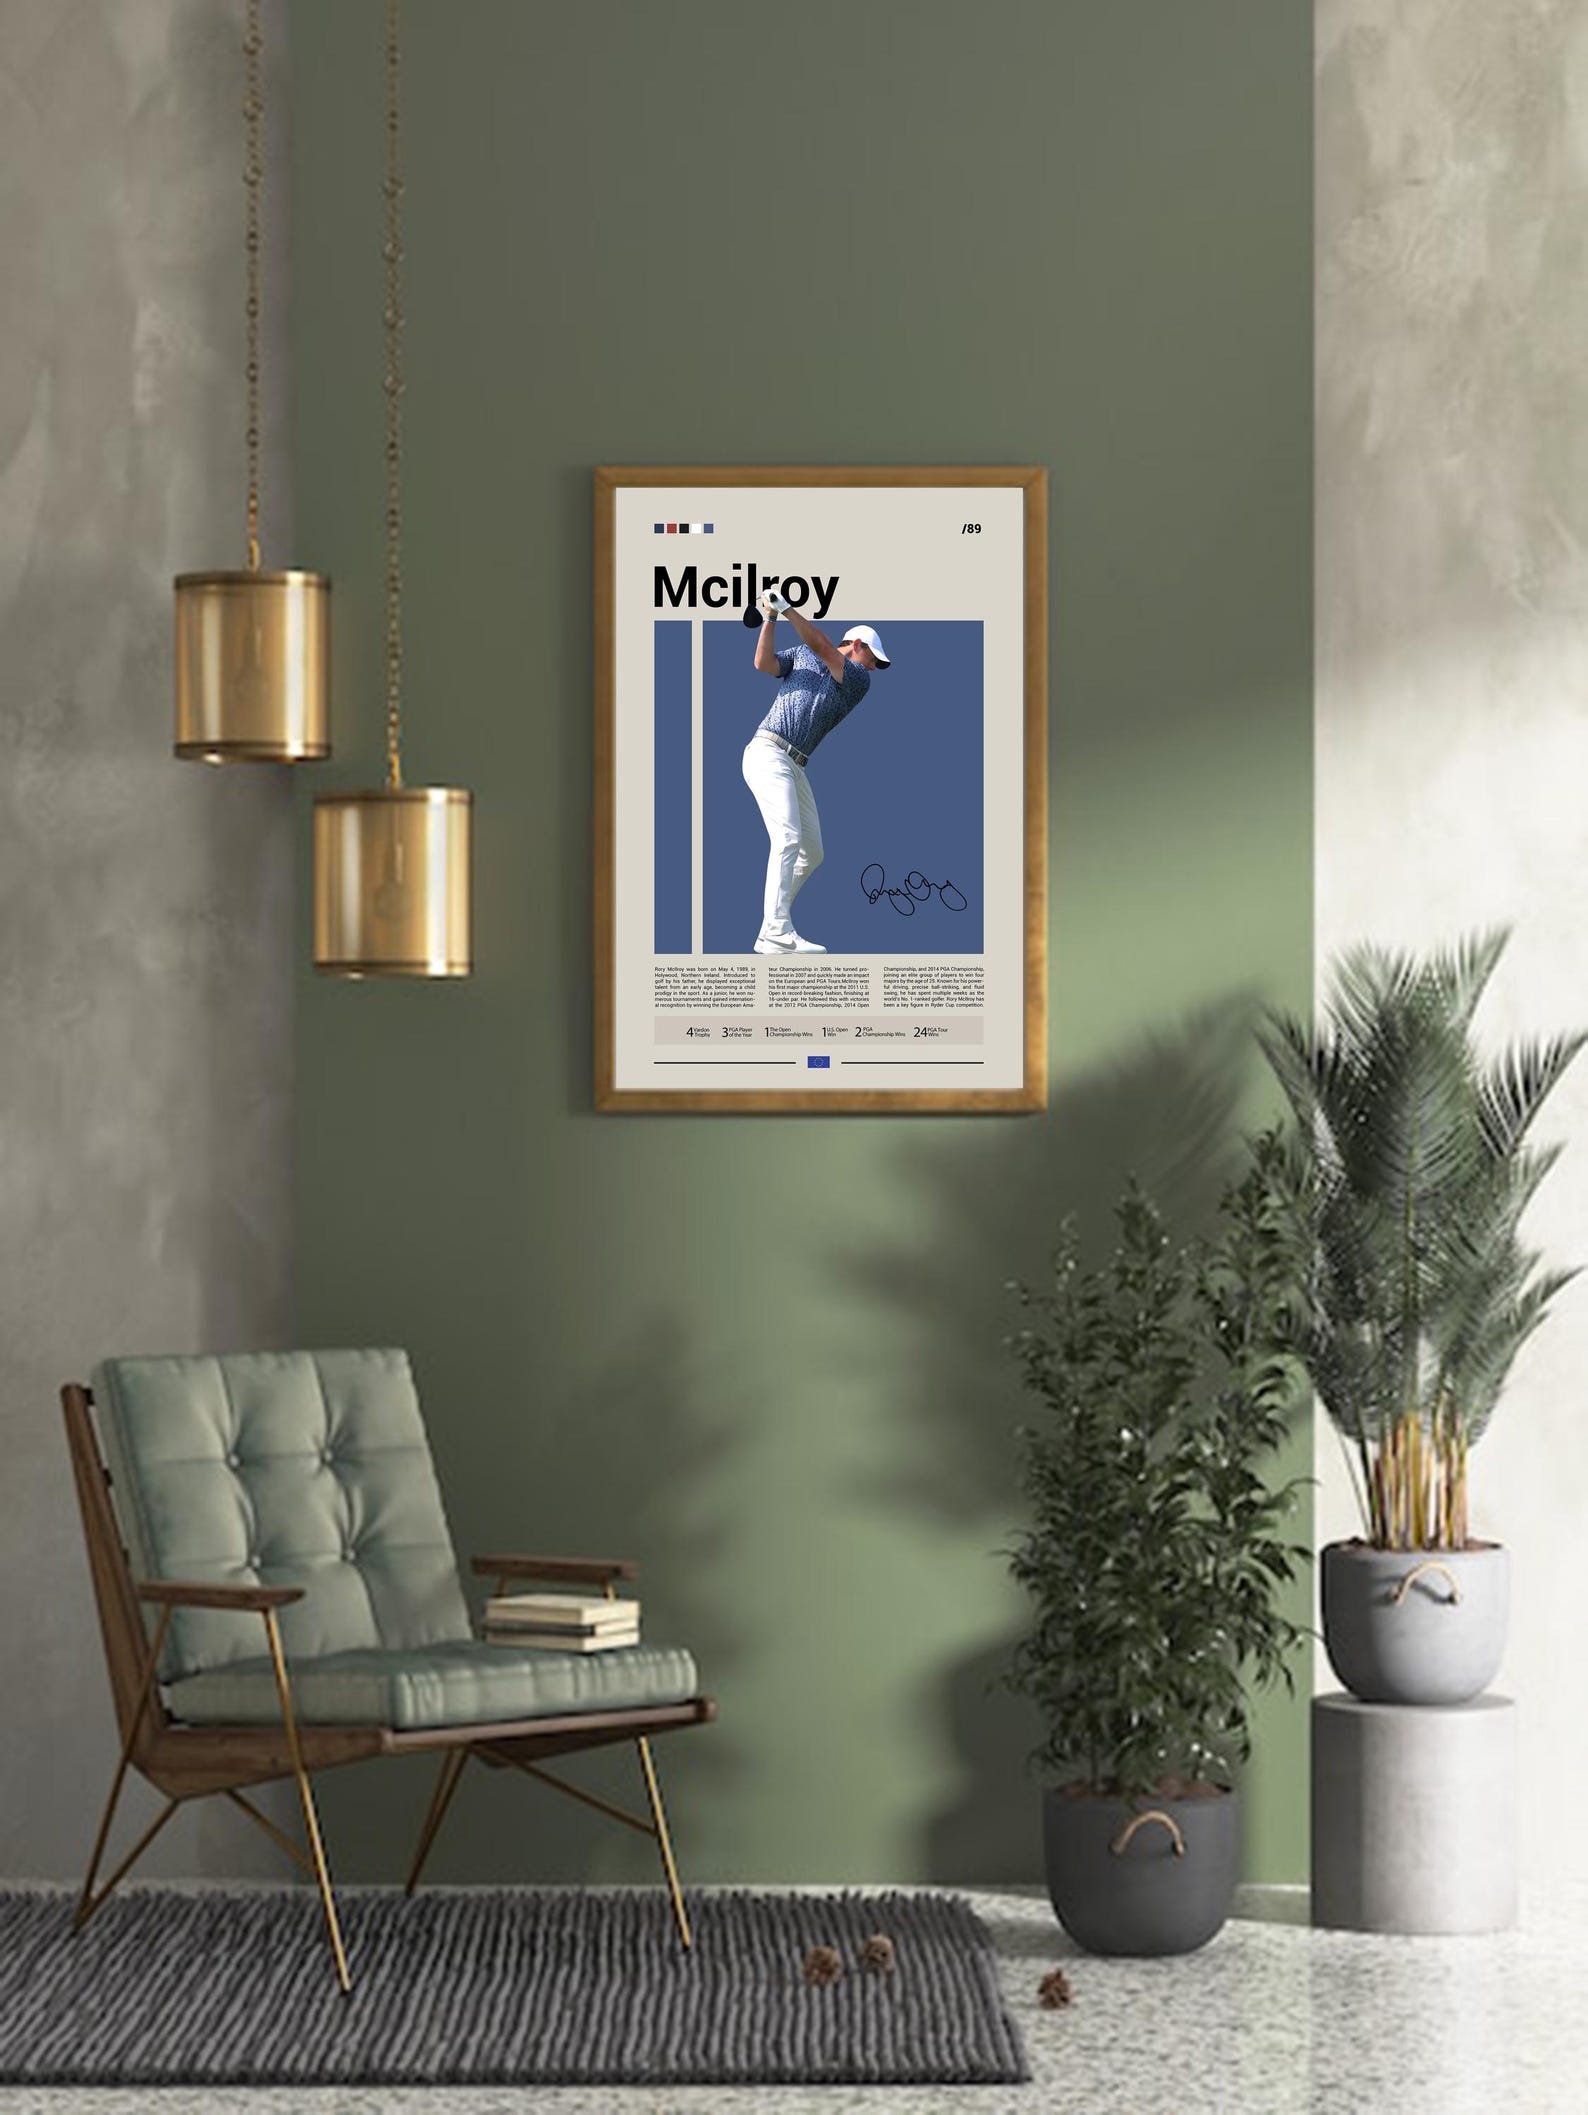 /89
Mcilroy
Rory McIlroy was born on May 4, 1989, in
Holywood, Northern Ireland. Introduced to
golf by his father, he displayed exceptional
talent from an early age, becoming a child
prodigy in the sport. As a junior, he won nu-
merous tournaments and gained internation-
al recognition by winning the European Ama-
teur Championship in 2006. He turned pro-
fessional in 2007 and quickly made an impact
on the European and PGA Tours.McIlroy won
his first major championship at the 2011 U.S.
Open in record-breaking fashion, finishing at
16-under par. He followed this with victories
at the 2012 PGA Championship, 2014 Open
Championship, and 2014 PGA Championship,
joining an elite group of players to win four
majors by the age of 25. Known for his power-
ful driving, precise ball-striking, and fluid
swing, he has spent multiple weeks as the
world's No. 1-ranked golfer. Rory McIlroy has
been a key figure in Ryder Cup competition.
4 Vardon Trophy
3 PGA Player of the Year
1 The Open Championship Wins
1 U.S. Open Win
2 PGA Championship Wins
24 PGA Tour Wins